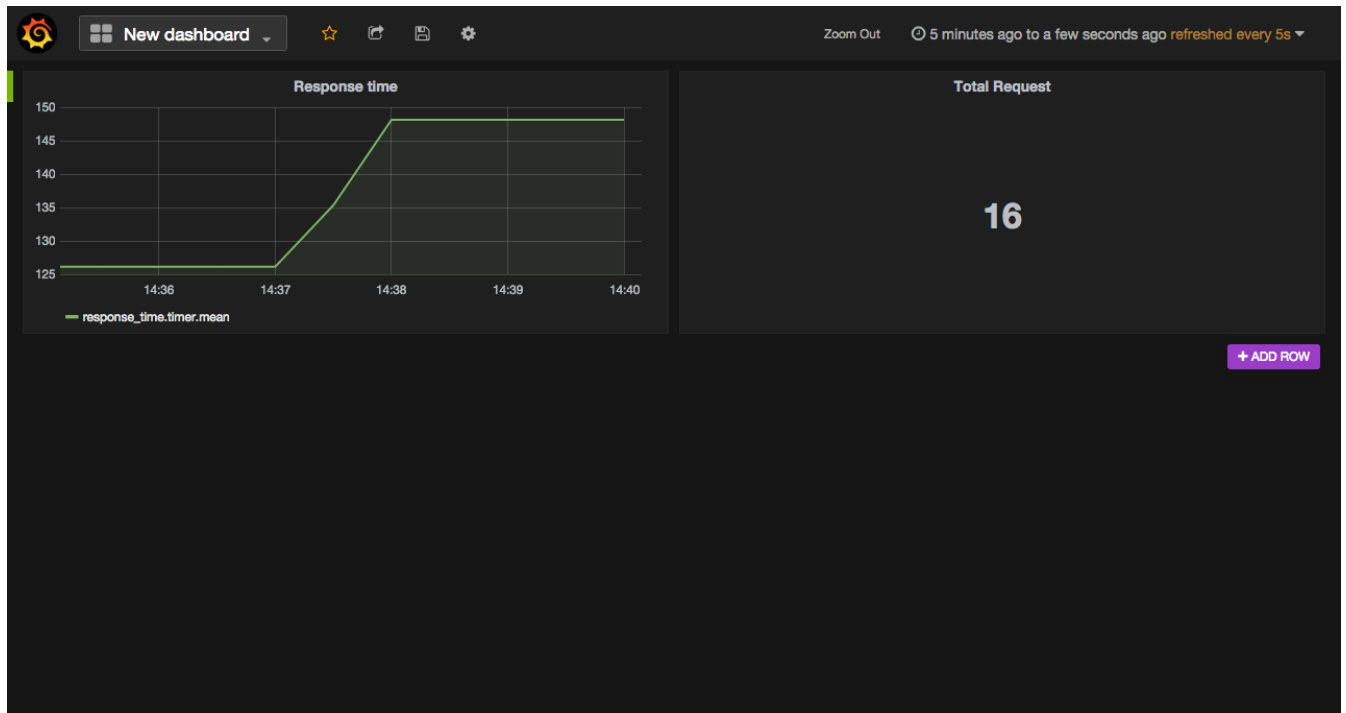 New dashboard
Zoom Out
5 minutes ago to a few seconds ago refreshed every 5s
Response time
150
145
140
135
130
125
14:36 14:37 14:38 14:39 14:40
response_time.timer.mean
Total Request
16
+ ADD ROW